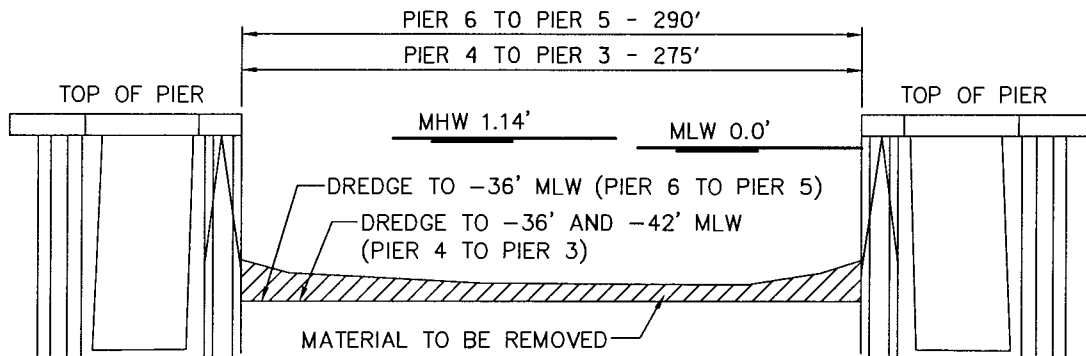 PIER 6 TO PIER 5 - 290'
PIER 4 TO PIER 3 - 275'
TOP OF PIER
TOP OF PIER
MHW 1.14'
MLW 0.0'
DREDGE TO -36' MLW (PIER 6 TO PIER 5)
DREDGE TO -36' AND -42' MLW
(PIER 4 TO PIER 3)
MATERIAL TO BE REMOVED